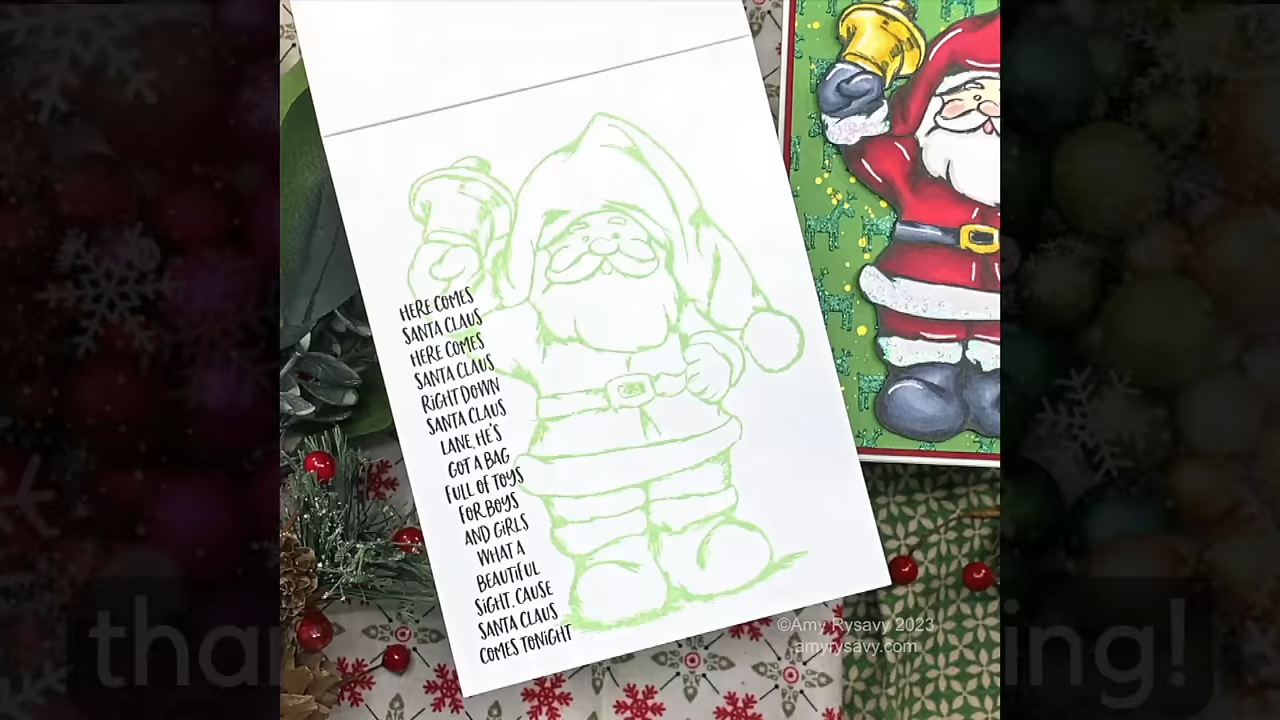 HERE COMES
SANTA CLAUS
HERE COMES
SANTA CLAUS
RiGHT DOWN
SANTA CLAUS
LANE, HE'S
GOT A BAG
FULL OF TOYS
FOR BOYS
AND GiRLS
WHAT A
BEAUTiFUL
SiGHT, CAUSE
SANTA CLAUS
COMES TONiGHT
©Amy Rysavy 2023
amyrysavy.com